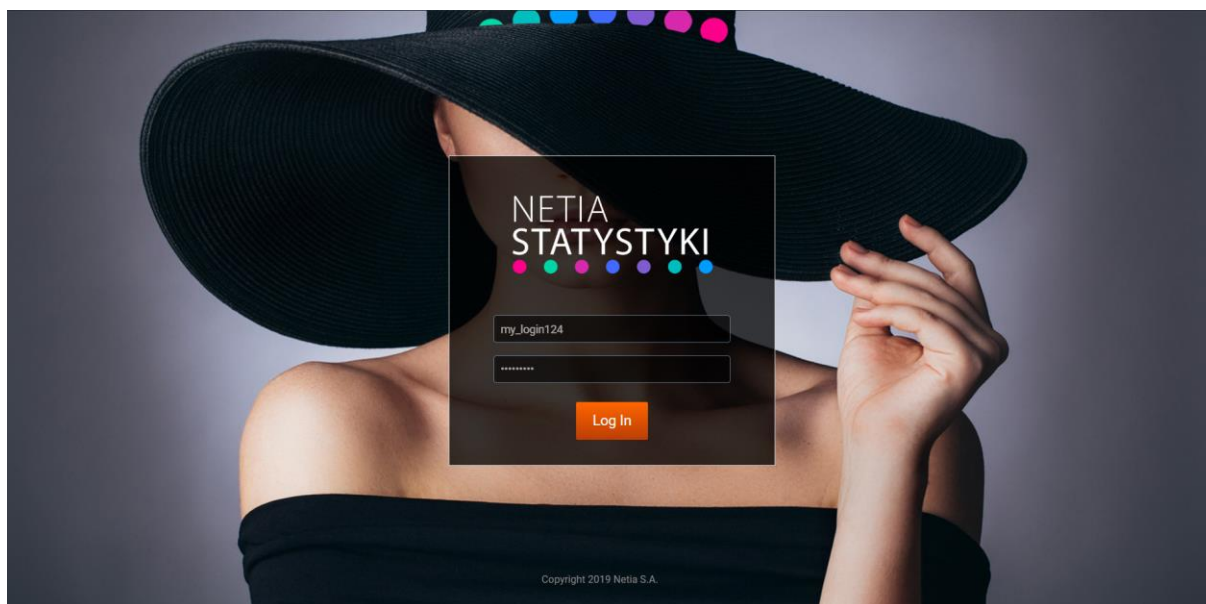 NETIA
STATYSTYKI
my_login124
•••••••••
Log In
Copyright 2019 Netia S.A.